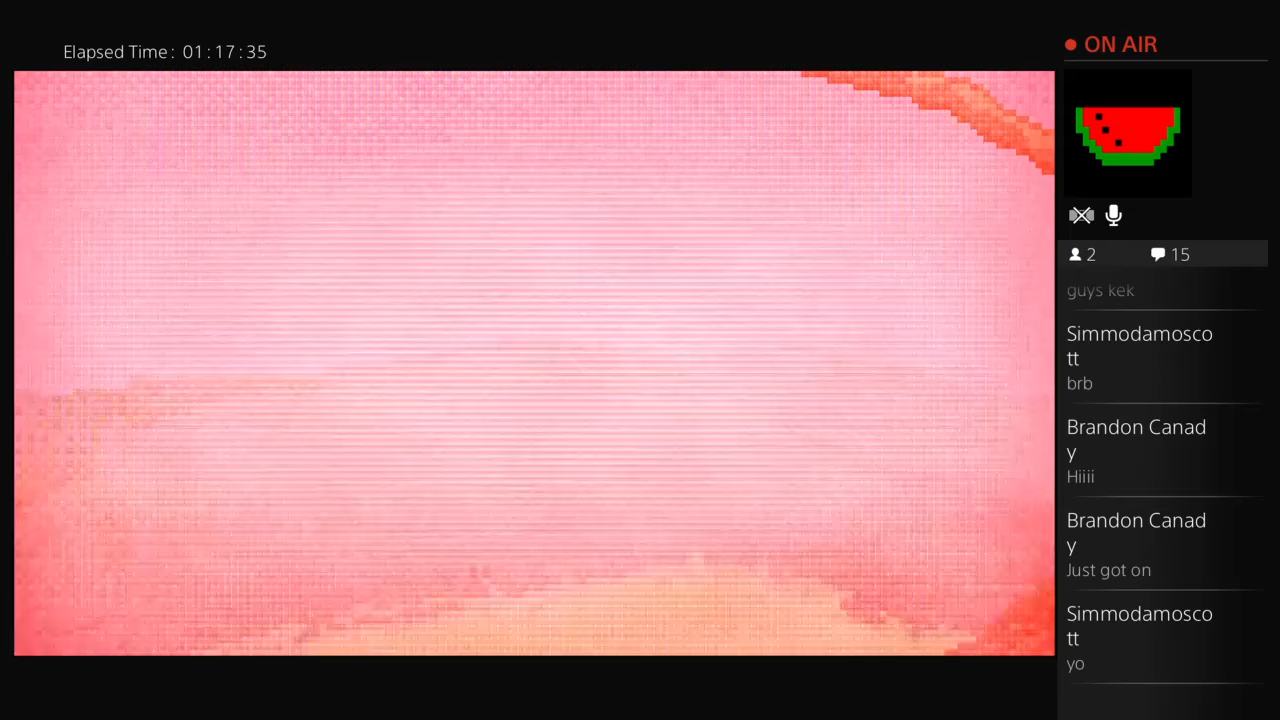 Elapsed Time: 01:17:35
ON AIR
2 15
guys kek
Simmodamosco
tt
brb
Brandon Canad
y
Hiiii
Brandon Canad
y
Just got on
Simmodamosco
tt
yo